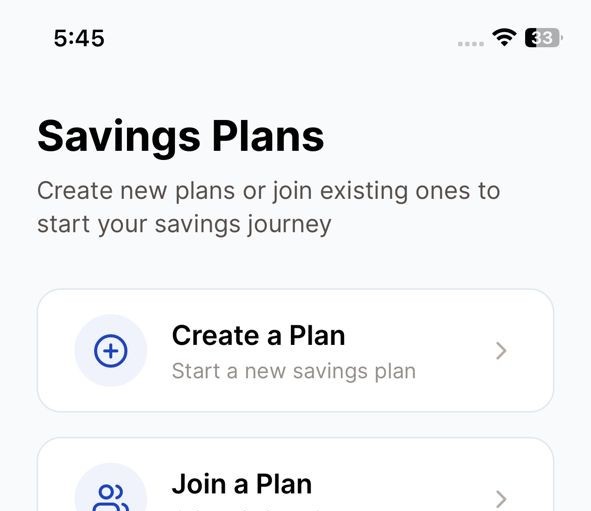 5:45
33
Savings Plans
Create new plans or join existing ones to
start your savings journey
Create a Plan
Start a new savings plan
Join a Plan